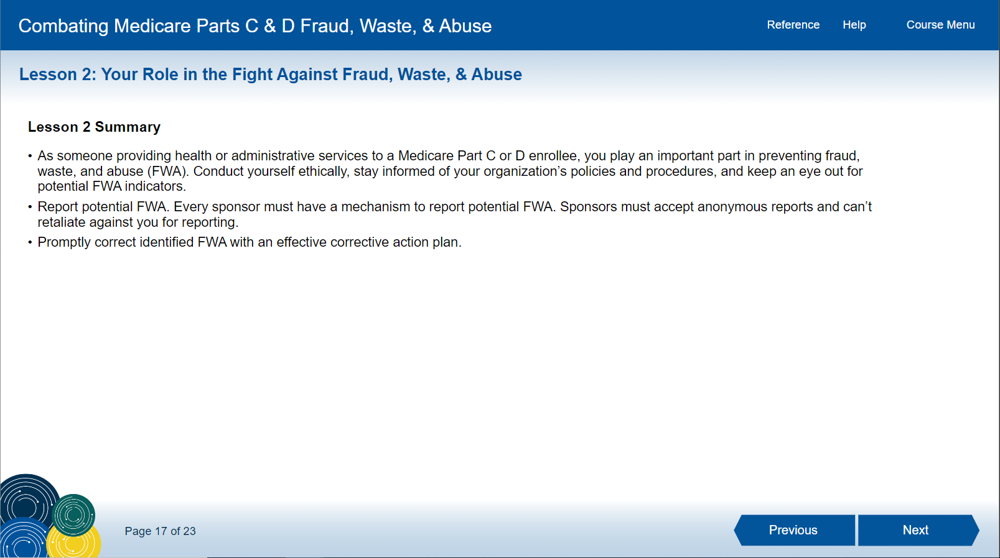 Combating Medicare Parts C & D Fraud, Waste, & Abuse
Reference Help Course Menu
Lesson 2: Your Role in the Fight Against Fraud, Waste, & Abuse
Lesson 2 Summary
• As someone providing health or administrative services to a Medicare Part C or D enrollee, you play an important part in preventing fraud,
waste, and abuse (FWA). Conduct yourself ethically, stay informed of your organization’s policies and procedures, and keep an eye out for
potential FWA indicators.
• Report potential FWA. Every sponsor must have a mechanism to report potential FWA. Sponsors must accept anonymous reports and can’t
retaliate against you for reporting.
• Promptly correct identified FWA with an effective corrective action plan.
Page 17 of 23
Previous Next